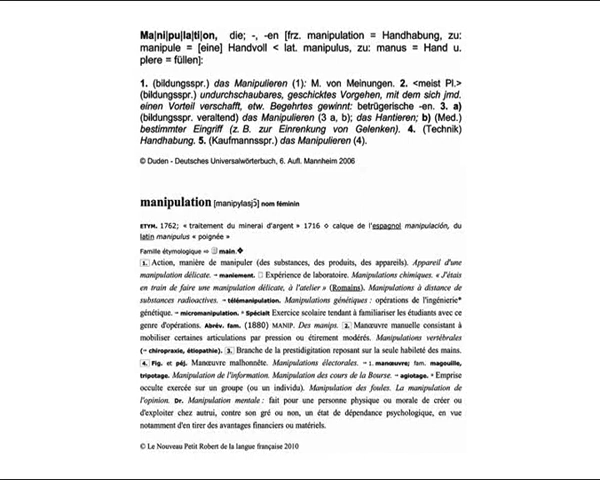 Ma|ni|pu|la|ti|on, die; -, -en [frz. manipulation = Handhabung, zu:
manipule = [eine] Handvoll < lat. manipulus, zu: manus = Hand u.
plere = füllen]:
1. (bildungsspr.) das Manipulieren (1): M. von Meinungen. 2. <meist Pl.>
(bildungsspr.) undurchschaubares, geschicktes Vorgehen, mit dem sich jmd.
einen Vorteil verschafft, etw. Begehrtes gewinnt: betrügerische -en. 3. a)
(bildungsspr. veraltend) das Manipulieren (3 a, b); das Hantieren; b) (Med.)
bestimmter Eingriff (z. B. zur Einrenkung von Gelenken). 4. (Technik)
Handhabung. 5. (Kaufmannsspr.) das Manipulieren (4).
© Duden - Deutsches Universalwörterbuch, 6. Aufl. Mannheim 2006
manipulation [manipylasjɔ̃] nom féminin
ETYM. 1762; « traitement du minerai d'argent » 1716 ◊ calque de l'espagnol manipulación, du
latin manipulus « poignée »
Famille étymologique ⇨ main.
1. Action, manière de manipuler (des substances, des produits, des appareils). Appareil d'une
manipulation délicate. → maniement. □ Expérience de laboratoire. Manipulations chimiques. « J'étais
en train de faire une manipulation délicate, à l'atelier » (Romains). Manipulations à distance de
substances radioactives. → télémanipulation. Manipulations génétiques : opérations de l'ingénierie*
génétique. → micromanipulation. ▫ Spécialt Exercice scolaire tendant à familiariser les étudiants avec ce
genre d'opérations. Abrév. fam. (1880) MANIP. Des manips. 2. Manœuvre manuelle consistant à
mobiliser certaines articulations par pression ou étirement modérés. Manipulations vertébrales
(→ chiropraxie, étiopathie). 3. Branche de la prestidigitation reposant sur la seule habileté des mains.
4. Fig. et péj. Manœuvre malhonnête. Manipulations électorales. → 1. manœuvre; fam. magouille,
tripotage. Manipulation de l'information. Manipulation des cours de la Bourse. → agiotage. ▫ Emprise
occulte exercée sur un groupe (ou un individu). Manipulation des foules. La manipulation de
l'opinion. Dr. Manipulation mentale : fait pour une personne physique ou morale de créer ou
d'exploiter chez autrui, contre son gré ou non, un état de dépendance psychologique, en vue
notamment d'en tirer des avantages financiers ou matériels.
© Le Nouveau Petit Robert de la langue française 2010